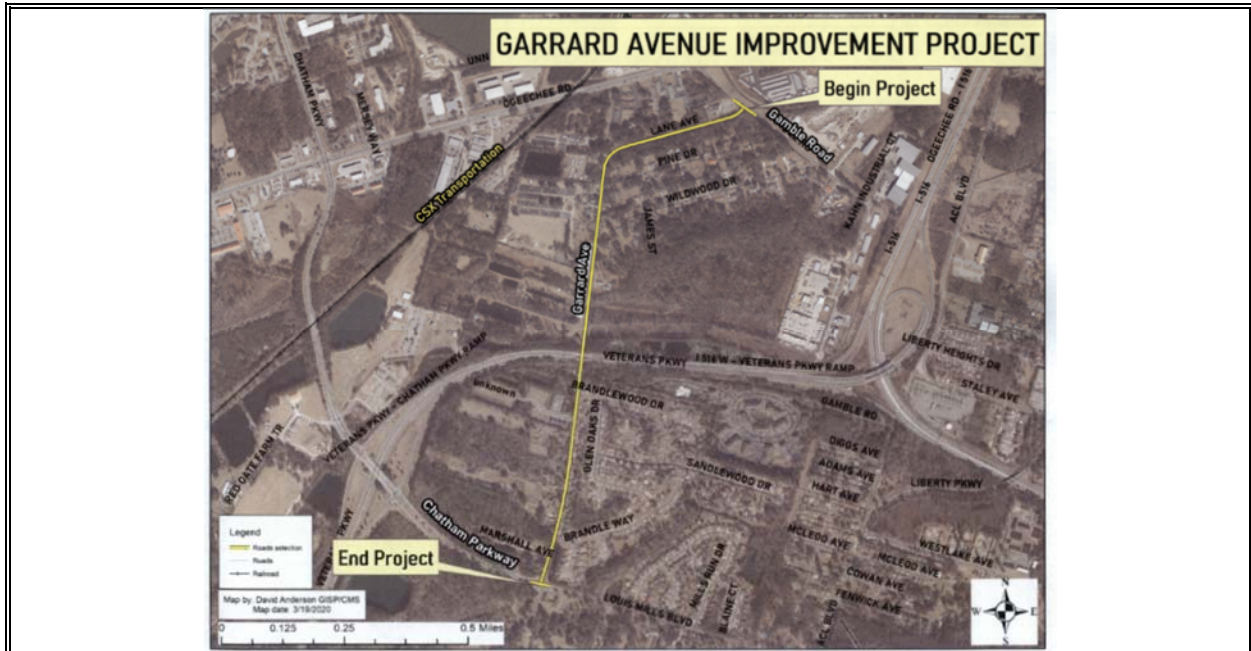 GARRARD AVENUE IMPROVEMENT PROJECT
Begin Project
CHATHAM PKWY
MERSEY WAY
OGEECHEE RD
OGEECHEE RD - I-516
LANE AVE
Gamble Road
PINE DR
WILDWOOD DR
JAMES ST
KAHN INDUSTRIAL CT
I-516
I-516
ACL BLVD
CSX Transportation
Garrard Ave
VETERANS PKWY
I 516 W - VETERANS PKWY RAMP
VETERANS PKWY - CHATHAM PKWY RAMP
LIBERTY HEIGHTS DR
STALEY AVE
unknown
BRANDLEWOOD DR
GAMBLE RD
GLEN OAKS DR
DIGGS AVE
ADAMS AVE
HART AVE
SANDLEWOOD DR
LIBERTY PKWY
RED GATE FARM TR
Chatham Parkway
MARSHALL AVE
BRANDLE WAY
MCLEOD AVE
MCLEOD AVE
WESTLAKE AVE
COWAN AVE
FENWICK AVE
MILLS RUN DR
BLAINE CT
LOUIS MILLS BLVD
ACL BLVD
End Project
Legend
Roads selection
Roads
Railroad
Map by: David Anderson GISP/CMS
Map date: 3/19/2020
0 0.125 0.25 0.5 Miles
N
W E
S